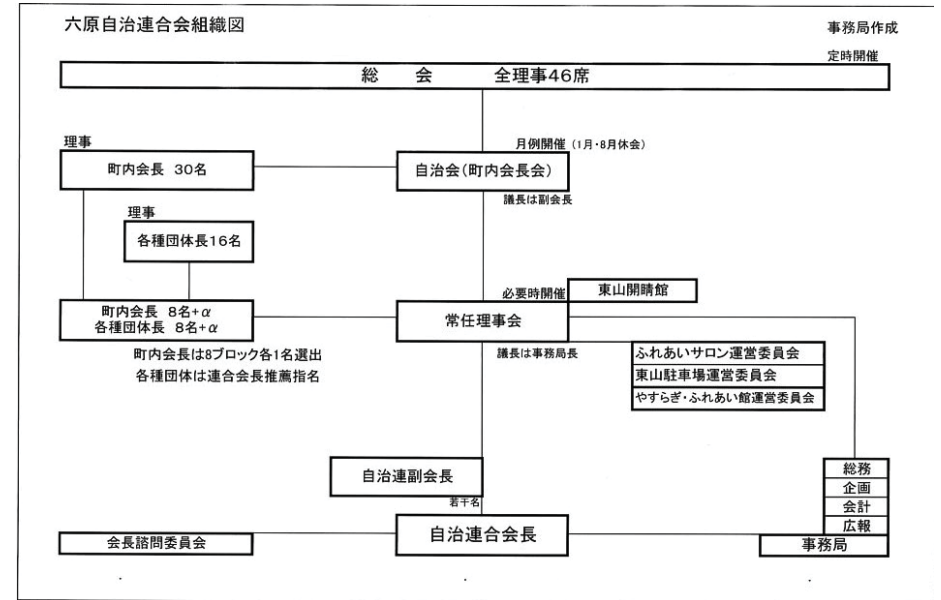 六原自治連合会組織図
事務局作成
定時開催
総　会　　全理事46席
理事
月例開催（1月・8月休会）
町内会長 30名
自治会（町内会長会）
議長は副会長
理事
各種団体長16名
必要時開催
東山開晴館
町内会長 8名+α
各種団体長 8名+α
常任理事会
町内会長は8ブロック各1名選出
議長は事務局長
ふれあいサロン運営委員会
各種団体は連合会長推薦指名
東山駐車場運営委員会
やすらぎ・ふれあい館運営委員会
自治連副会長
若干名
総務
企画
会計
広報
自治連合会長
会長諮問委員会
事務局